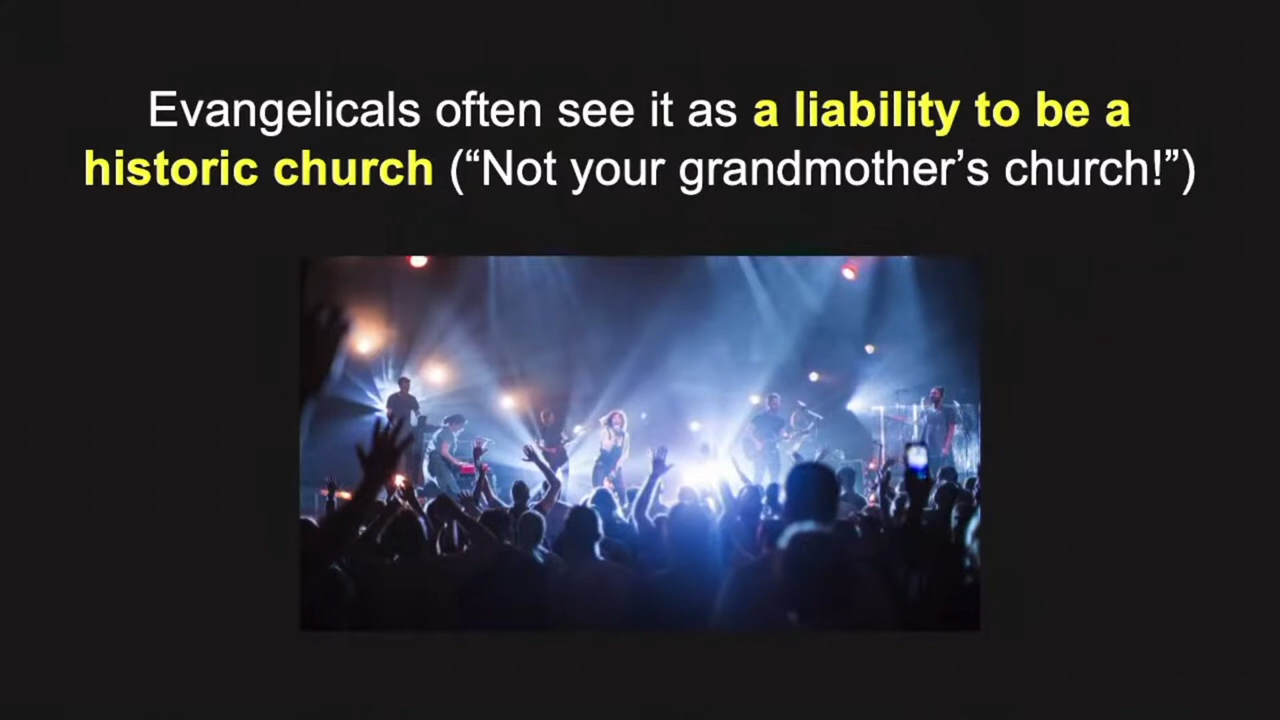 Evangelicals often see it as a liability to be a
historic church (“Not your grandmother’s church!”)